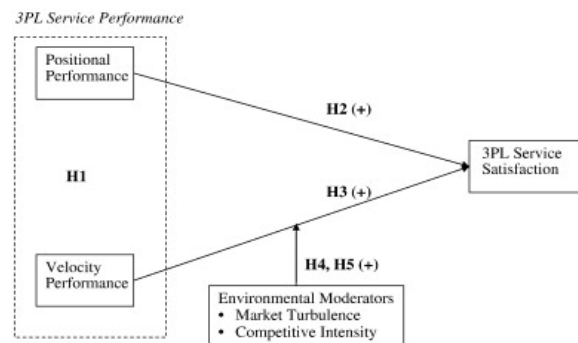 3PL Service Performance
Positional
Performance
H2 (+)
3PL Service
Satisfaction
H1
H3 (+)
Velocity
Performance
H4, H5 (+)
Environmental Moderators
• Market Turbulence
• Competitive Intensity